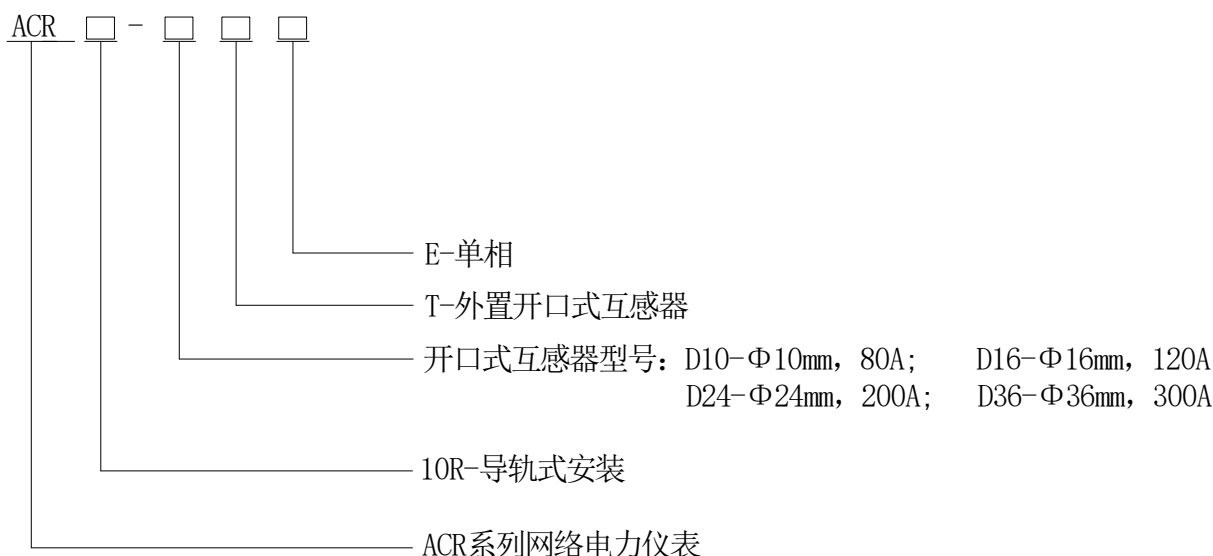 ACR □ - □ □ □
E-单相
T-外置开口式互感器
开口式互感器型号：D10-Φ10mm，80A; D16-Φ16mm，120A
D24-Φ24mm，200A; D36-Φ36mm，300A
10R-导轨式安装
ACR系列网络电力仪表